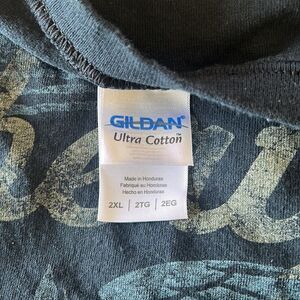 GILDAN®
Ultra Cotton®
Made in Honduras
Fabriqué au Honduras
Hecho en Honduras
2XL | 2TG | 2EG